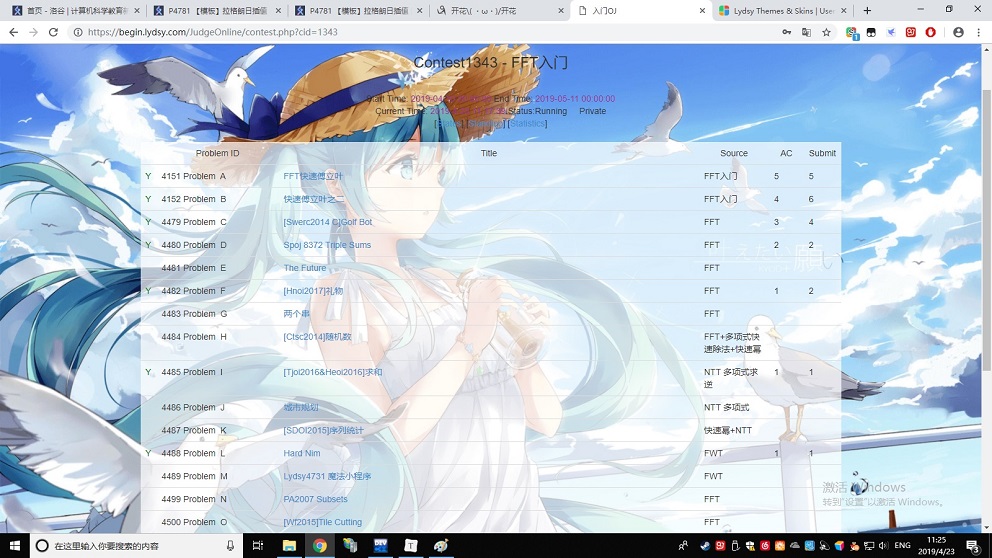 首页 - 洛谷 | 计算机科学教育新
P4781 【模板】拉格朗日插值
P4781 【模板】拉格朗日插值
开花\( ・ω・)/开花
入门OJ
Lydsy Themes & Skins | User
https://begin.lydsy.com/JudgeOnline/contest.php?cid=1343
Contest1343 - FFT入门
Start Time: End Time: 2019-05-11 00:00:00
Current Time: Status:Running Private
[Statistics]
Problem ID Title Source AC Submit
Y 4151 Problem A FFT快速傅立叶 FFT入门 5 5
Y 4152 Problem B 快速傅立叶之二 FFT入门 4 6
Y 4479 Problem C [Swerc2014 C]Golf Bot FFT 3 4
Y 4480 Problem D Spoj 8372 Triple Sums FFT 2 2
4481 Problem E The Future FFT
Y 4482 Problem F [Hnoi2017]礼物 FFT 1 2
4483 Problem G 两个串 FFT
4484 Problem H [Ctsc2014]随机数 FFT+多项式快
速除法+快速幂
Y 4485 Problem I [Tjoi2016&Heoi2016]求和 NTT 多项式求 1 1
逆
4486 Problem J 城市规划 NTT 多项式
4487 Problem K [SDOI2015]序列统计 快速幂+NTT
Y 4488 Problem L Hard Nim FWT 1 1
4489 Problem M Lydsy4731 魔法小程序 FWT
4499 Problem N PA2007 Subsets FFT
4500 Problem O [Wf2015]Tile Cutting FFT
激活 Windows
转到"设置"以激活 Windows。
在这里输入你要搜索的内容
ENG
11:25
2019/4/23